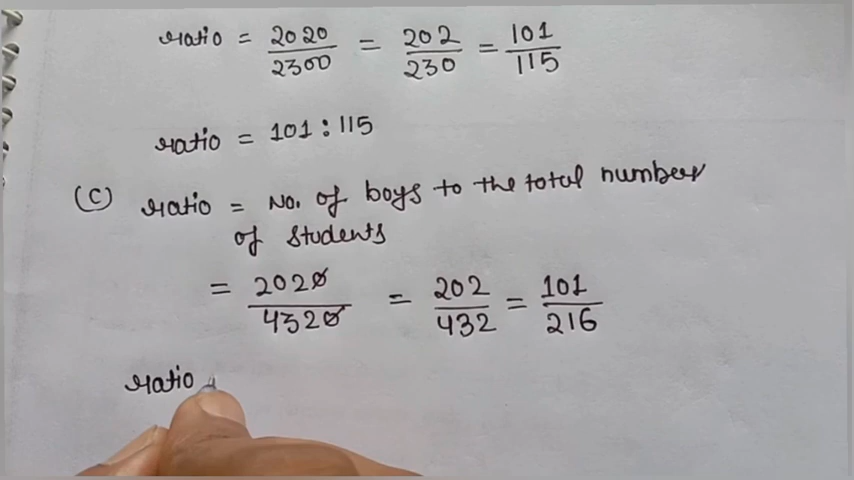 ratio = 2020/2300 = 202/230 = 101/115
ratio = 101 : 115
(C) ratio = No. of boys to the total number
of students
= 2020/4320 = 202/432 = 101/216
ratio